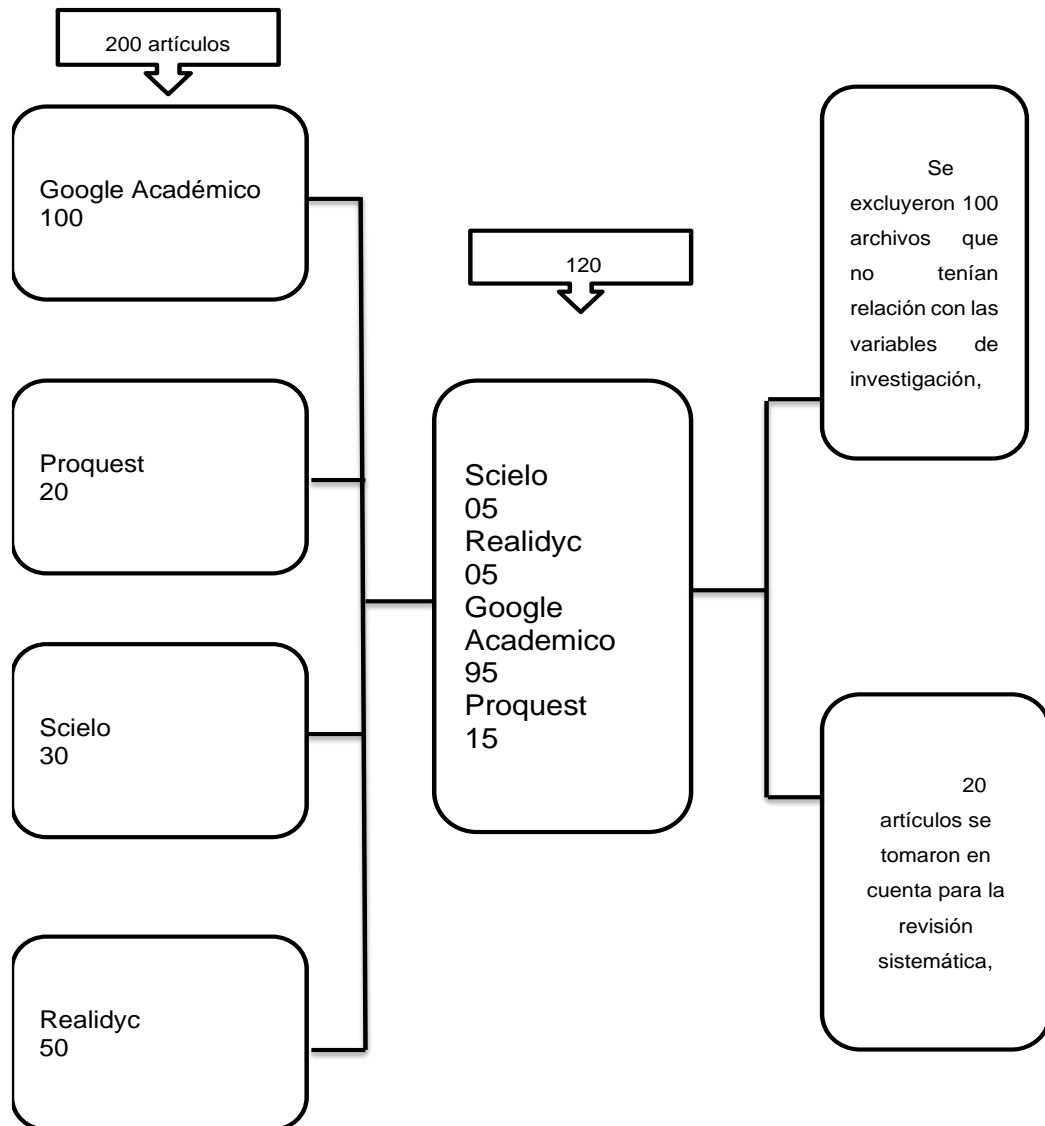 200 artículos
Google Académico
100
Proquest
20
Scielo
30
Realidyc
50
120
Scielo
05
Realidyc
05
Google
Academico
95
Proquest
15
Se
excluyeron 100
archivos que
no tenían
relación con las
variables de
investigación,
20
artículos se
tomaron en
cuenta para la
revisión
sistemática,